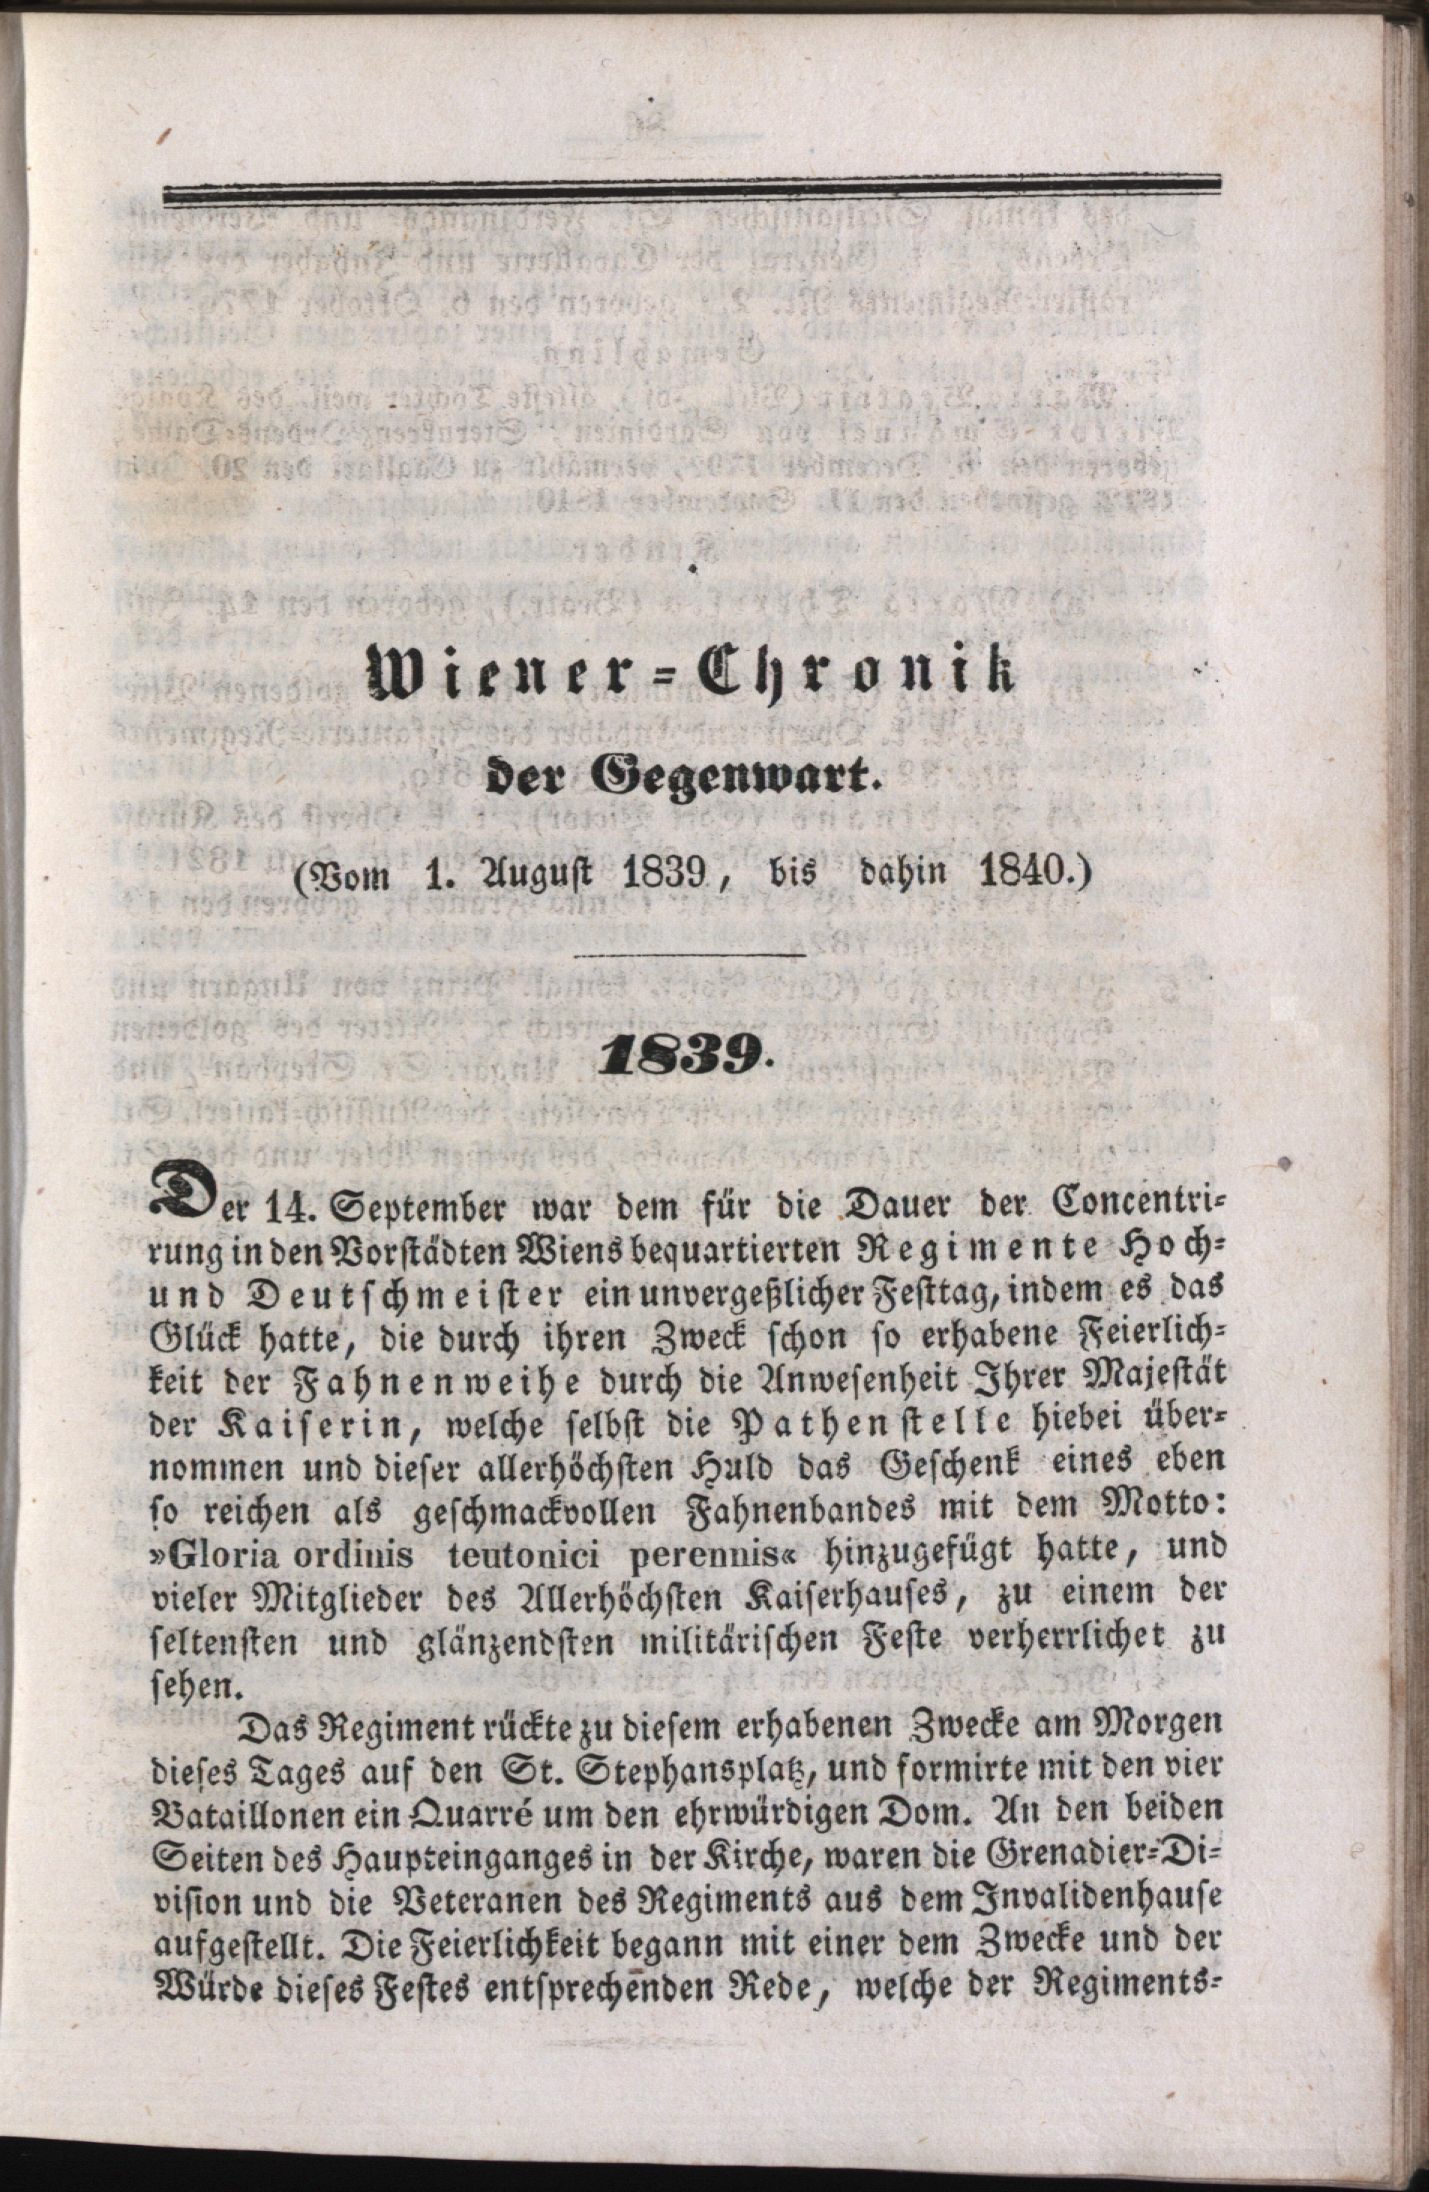 Wiener-Chronik
der Gegenwart.
(Vom 1. August 1839, bis dahin 1840.)
1839.
Der 14. September war dem für die Dauer der Concentri-
rung in den Vorstädten Wiens bequartierten Regimente Hoch-
und Deutschmeister ein unvergeßlicher Festtag, indem es das
Glück hatte, die durch ihren Zweck schon so erhabene Feierlich-
keit der Fahnenweihe durch die Anwesenheit Ihrer Majestät
der Kaiserin, welche selbst die Pathenstelle hiebei über-
nommen und dieser allerhöchsten Huld das Geschenk eines eben
so reichen als geschmackvollen Fahnenbandes mit dem Motto:
»Gloria ordinis teutonici perennis« hinzugefügt hatte, und
vieler Mitglieder des Allerhöchsten Kaiserhauses, zu einem der
seltensten und glänzendsten militärischen Feste verherrlichet zu
sehen.
Das Regiment rückte zu diesem erhabenen Zwecke am Morgen
dieses Tages auf den St. Stephansplatz, und formirte mit den vier
Bataillonen ein Quarré um den ehrwürdigen Dom. An den beiden
Seiten des Haupteinganges in der Kirche, waren die Grenadier-Di-
vision und die Veteranen des Regiments aus dem Invalidenhause
aufgestellt. Die Feierlichkeit begann mit einer dem Zwecke und der
Würde dieses Festes entsprechenden Rede, welche der Regiments-